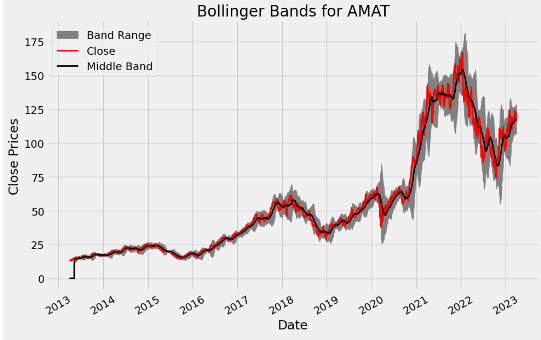 Bollinger Bands for AMAT
Band Range
Close
Middle Band
175
150
125
100
75
50
25
0
Close Prices
2013 2014 2015 2016 2017 2018 2019 2020 2021 2022 2023
Date